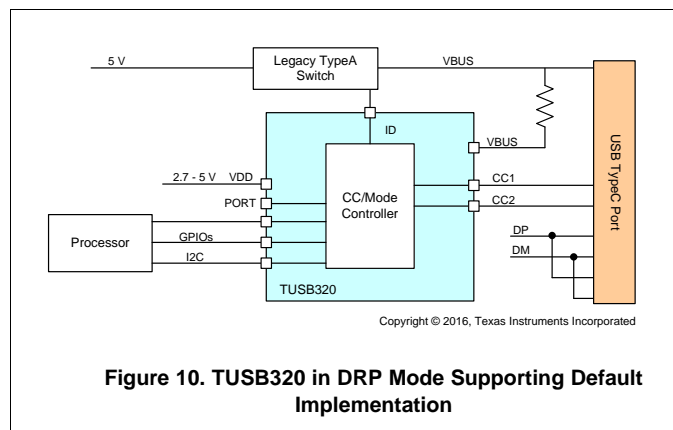 5 V
Legacy TypeA
Switch
VBUS
ID
VBUS
2.7 - 5 V
VDD
CC1
PORT
CC/Mode
Controller
CC2
Processor
GPIOs
I2C
DP
DM
TUSB320
USB TypeC Port
Copyright © 2016, Texas Instruments Incorporated
Figure 10. TUSB320 in DRP Mode Supporting Default
Implementation